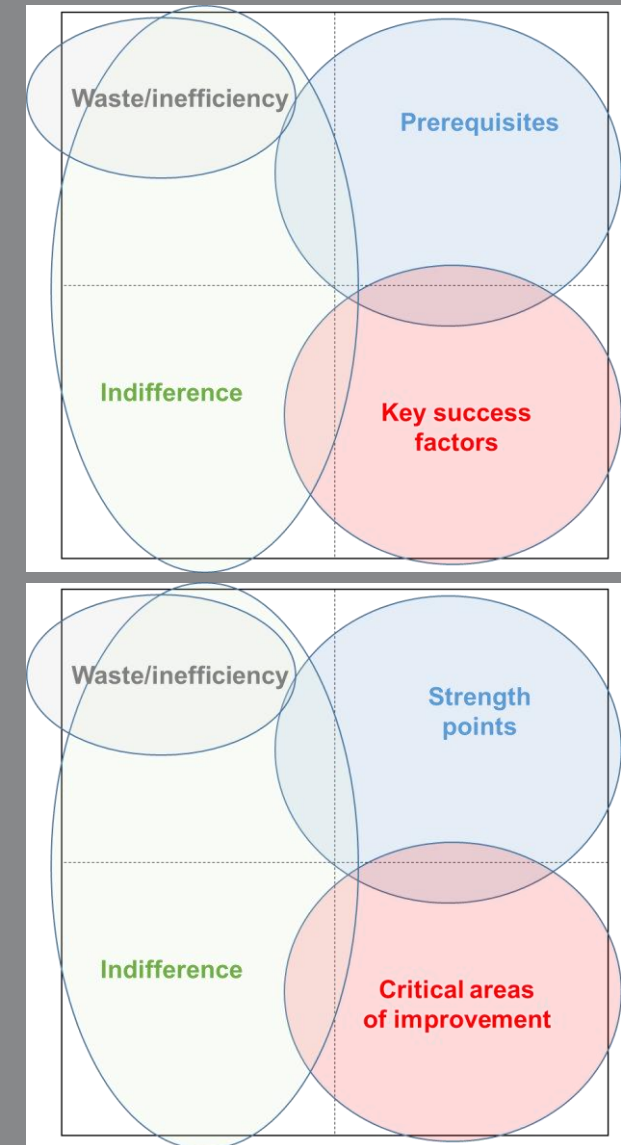 Waste/inefficiency
Prerequisites
Indifference
Key success
factors
Waste/inefficiency
Strength
points
Indifference
Critical areas
of improvement